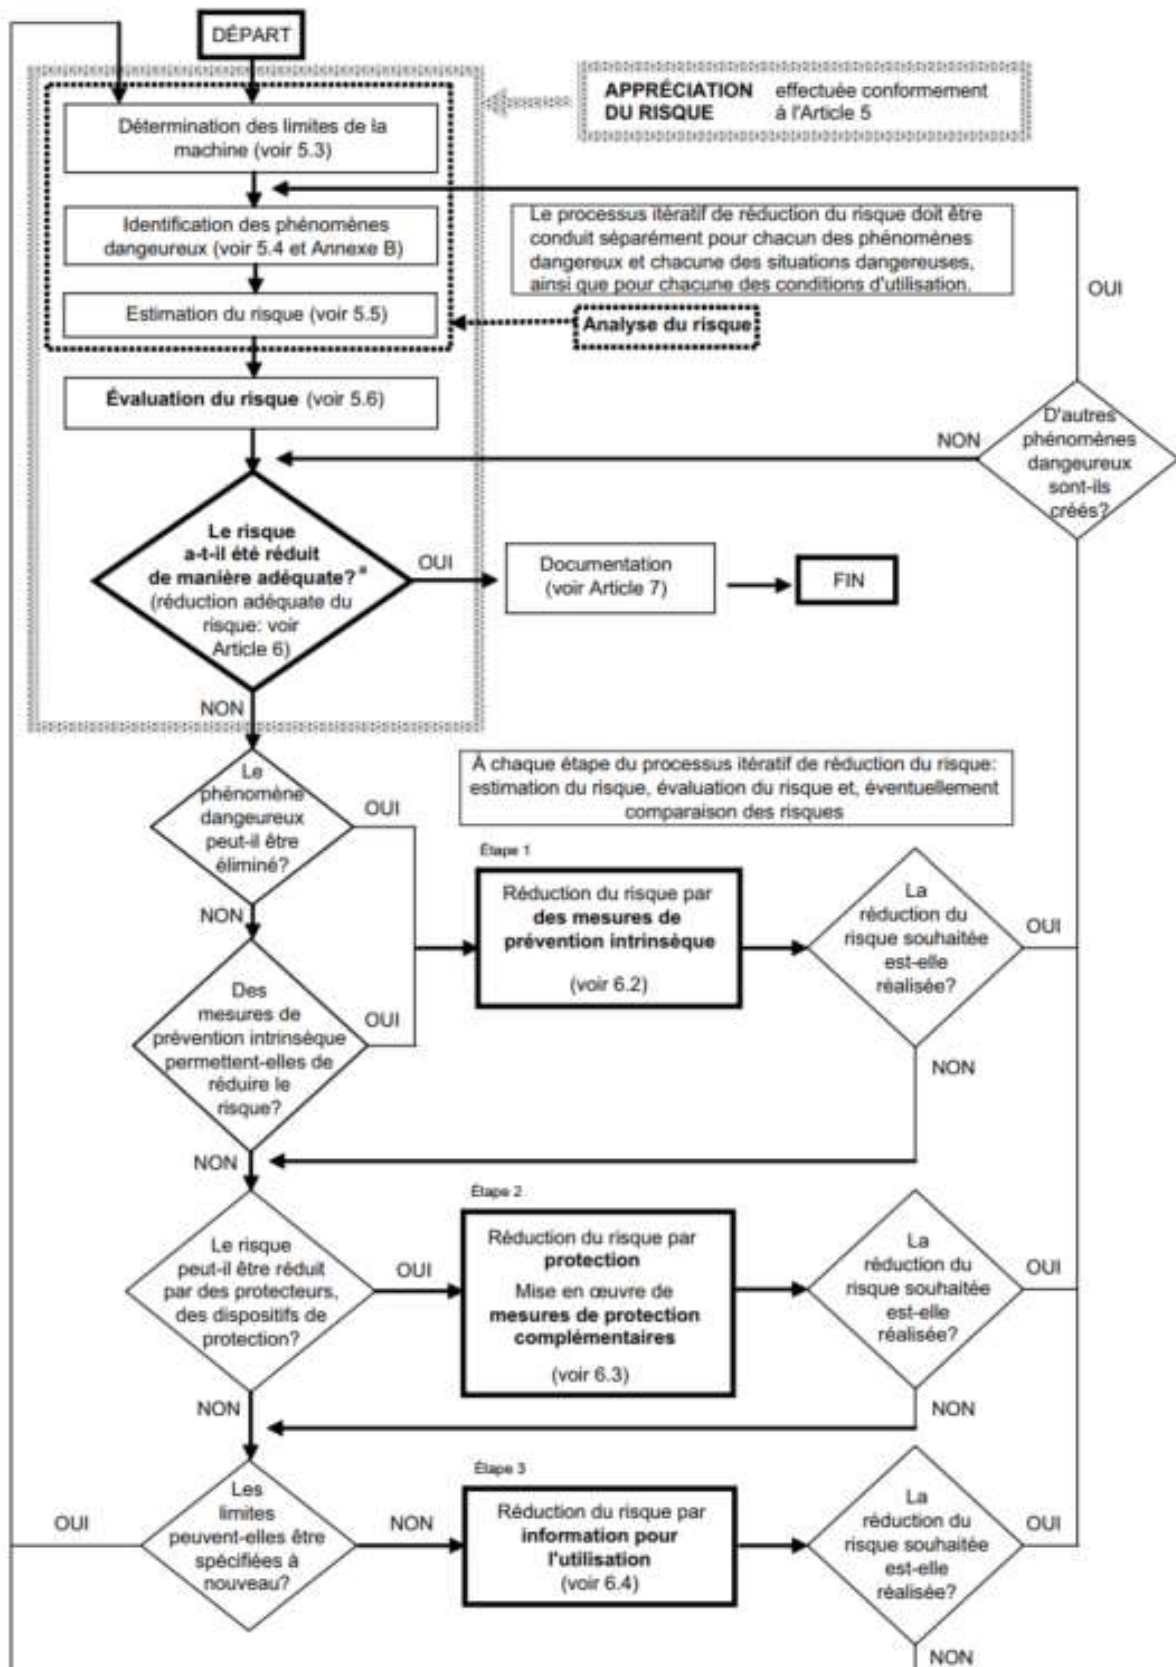 DÉPART
APPRÉCIATION effectuée conformement
DU RISQUE à l'Article 5
Détermination des limites de la
machine (voir 5.3)
Identification des phénomènes
dangeureux (voir 5.4 et Annexe B)
Le processus itératif de réduction du risque doit être
conduit séparément pour chacun des phénomènes
dangereux et chacune des situations dangereuses,
ainsi que pour chacune des conditions d'utilisation.
OUI
Estimation du risque (voir 5.5)
Analyse du risque
Évaluation du risque (voir 5.6)
NON
D'autres
phénomènes
dangeureux
sont-ils
créés?
Le risque
a-t-il été réduit
de manière adéquate? a
(réduction adéquate du
risque: voir
Article 6)
OUI
Documentation
(voir Article 7)
FIN
NON
Le
phénomène
dangeureux
peut-il être
éliminé?
OUI
À chaque étape du processus itératif de réduction du risque:
estimation du risque, évaluation du risque et, éventuellement
comparaison des risques
NON
Étape 1
Réduction du risque par
des mesures de
prévention intrinsèque
(voir 6.2)
La
réduction du
risque souhaitée
est-elle
réalisée?
OUI
Des
mesures de
prévention intrinsèque
permettent-elles de
réduire le
risque?
OUI
NON
NON
Étape 2
Le risque
peut-il être réduit
par des protecteurs,
des dispositifs de
protection?
OUI
Réduction du risque par
protection
Mise en œuvre de
mesures de protection
complémentaires
(voir 6.3)
La
réduction du
risque souhaitée
est-elle
réalisée?
OUI
NON
NON
Étape 3
OUI
Les
limites
peuvent-elles être
spécifiées à
nouveau?
NON
Réduction du risque par
information pour
l'utilisation
(voir 6.4)
La
réduction du
risque souhaitée
est-elle
réalisée?
OUI
NON